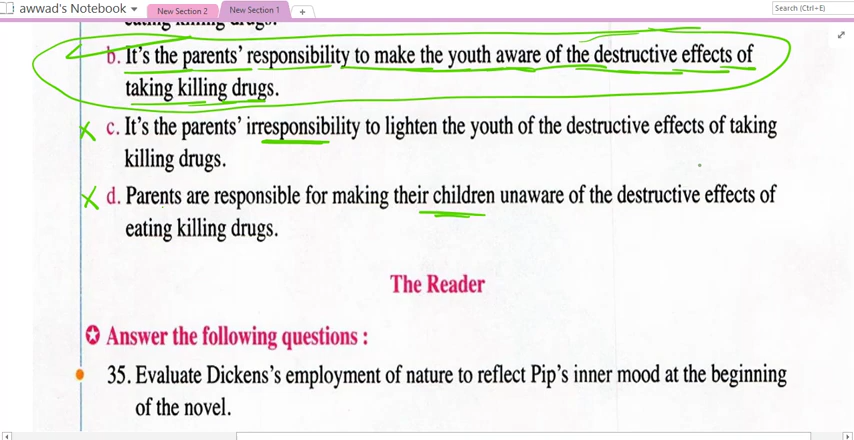 awwad's Notebook
New Section 2
New Section 1
Search (Ctrl+E)
b. It's the parents' responsibility to make the youth aware of the destructive effects of
taking killing drugs.
c. It's the parents' irresponsibility to lighten the youth of the destructive effects of taking
killing drugs.
d. Parents are responsible for making their children unaware of the destructive effects of
eating killing drugs.
The Reader
Answer the following questions :
35. Evaluate Dickens's employment of nature to reflect Pip's inner mood at the beginning
of the novel.